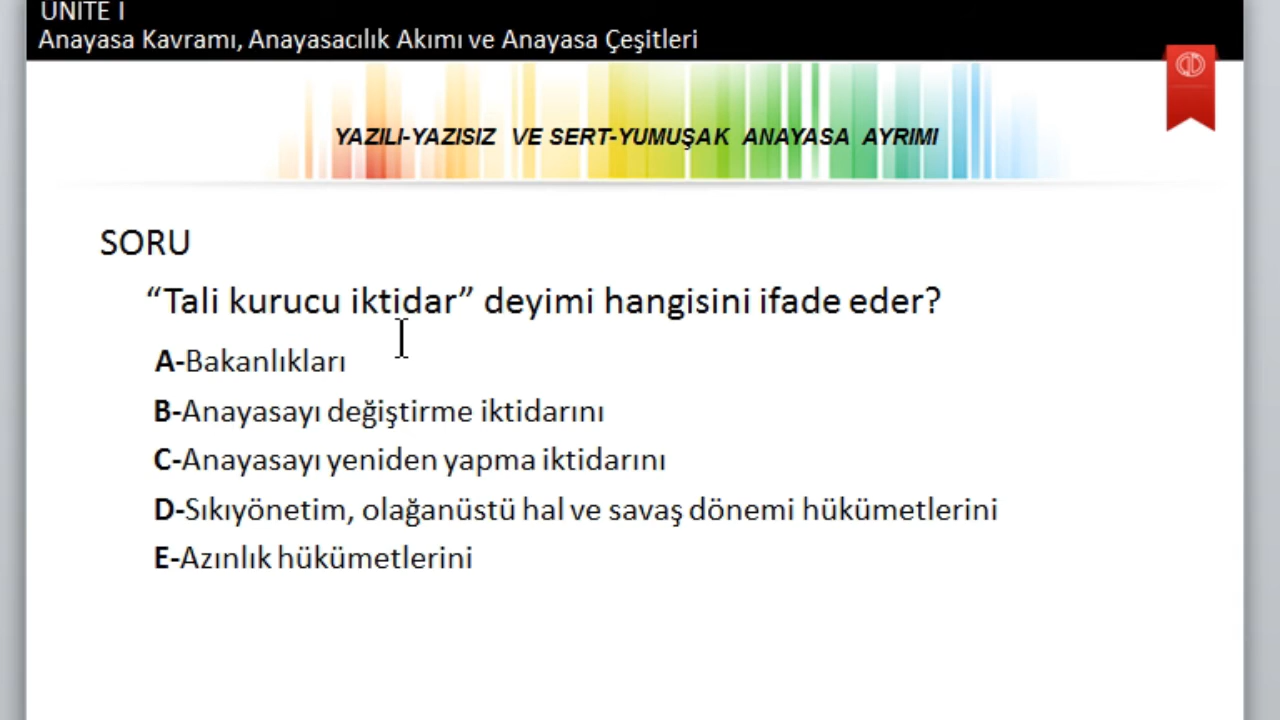 ÜNİTE I
Anayasa Kavramı, Anayasacılık Akımı ve Anayasa Çeşitleri
YAZILI-YAZISIZ VE SERT-YUMUŞAK ANAYASA AYRIMI
SORU
“Tali kurucu iktidar” deyimi hangisini ifade eder?
A-Bakanlıkları
B-Anayasayı değiştirme iktidarını
C-Anayasayı yeniden yapma iktidarını
D-Sıkıyönetim, olağanüstü hal ve savaş dönemi hükümetlerini
E-Azınlık hükümetlerini